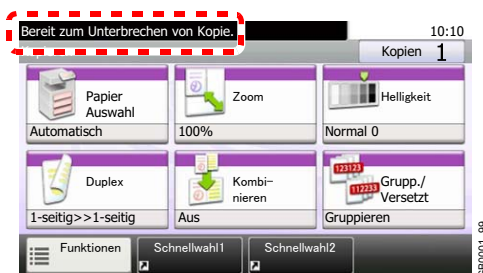 Bereit zum Unterbrechen von Kopie.
10:10
Kopien 1
Papier
Auswahl
Automatisch
Zoom
100%
Helligkeit
Normal 0
Duplex
1-seitig>>1-seitig
Kombi-
nieren
Aus
123123
112233
Grupp./
Versetzt
Gruppieren
Funktionen
Schnellwahl1
Schnellwahl2